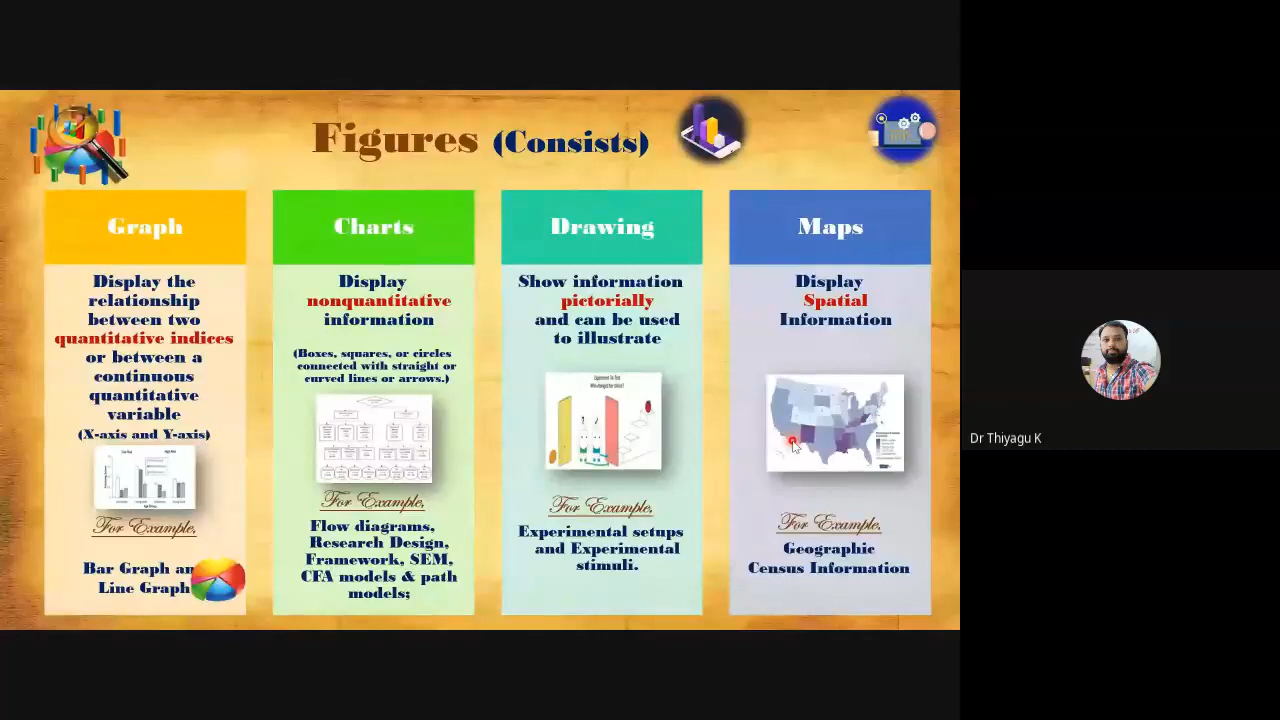 Figures (Consists)
Graph
Display the
relationship
between two
quantitative indices
or between a
continuous
quantitative
variable
(X-axis and Y-axis)
For Example,
Bar Graph an
Line Graph
Charts
Display
nonquantitative
information
(Boxes, squares, or circles
connected with straight or
curved lines or arrows.)
For Example,
Flow diagrams,
Research Design,
Framework, SEM,
CFA models & path
models;
Drawing
Show information
pictorially
and can be used
to illustrate
For Example,
Experimental setups
and Experimental
stimuli.
Maps
Display
Spatial
Information
For Example,
Geographic
Census Information
Dr Thiyagu K